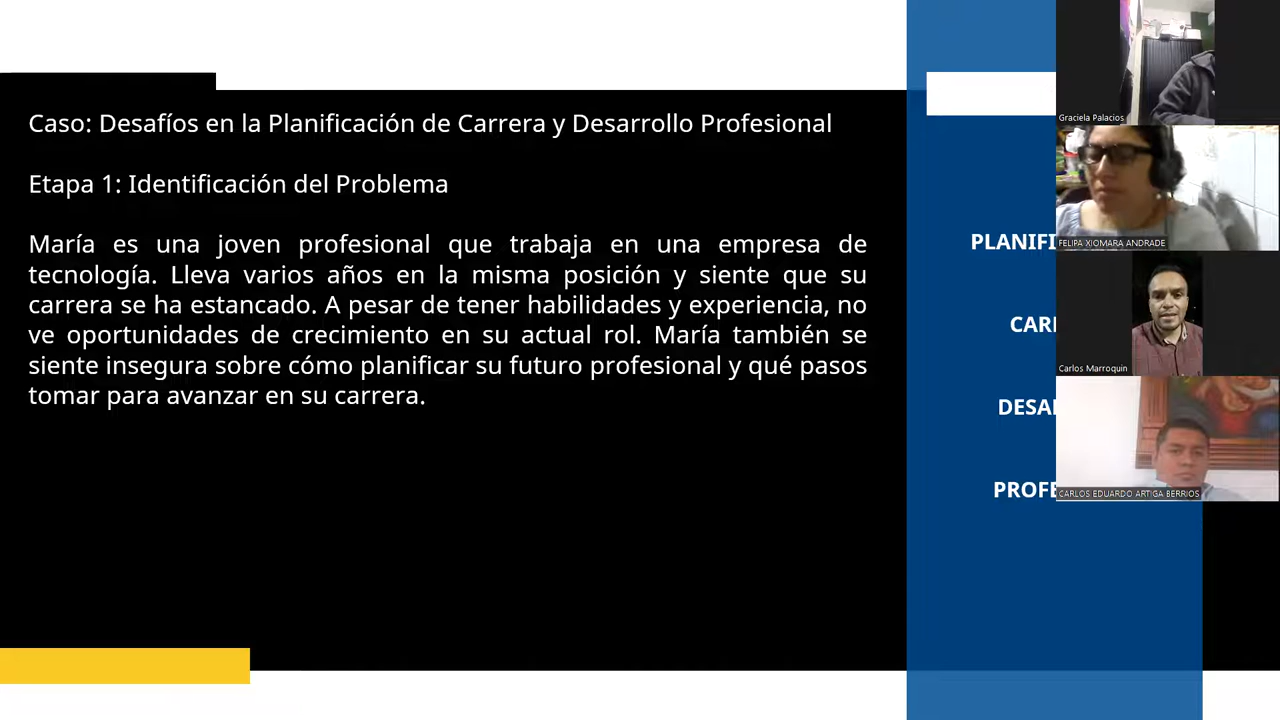 Caso: Desafíos en la Planificación de Carrera y Desarrollo Profesional
Etapa 1: Identificación del Problema
María es una joven profesional que trabaja en una empresa de
tecnología. Lleva varios años en la misma posición y siente que su
carrera se ha estancado. A pesar de tener habilidades y experiencia, no
ve oportunidades de crecimiento en su actual rol. María también se
siente insegura sobre cómo planificar su futuro profesional y qué pasos
tomar para avanzar en su carrera.
PLANIFI
CARI
DESAI
PROFE
Graciela Palacios
FELIPA XIOMARA ANDRADE
Carlos Marroquin
CARLOS EDUARDO ARTIGA BERRIOS